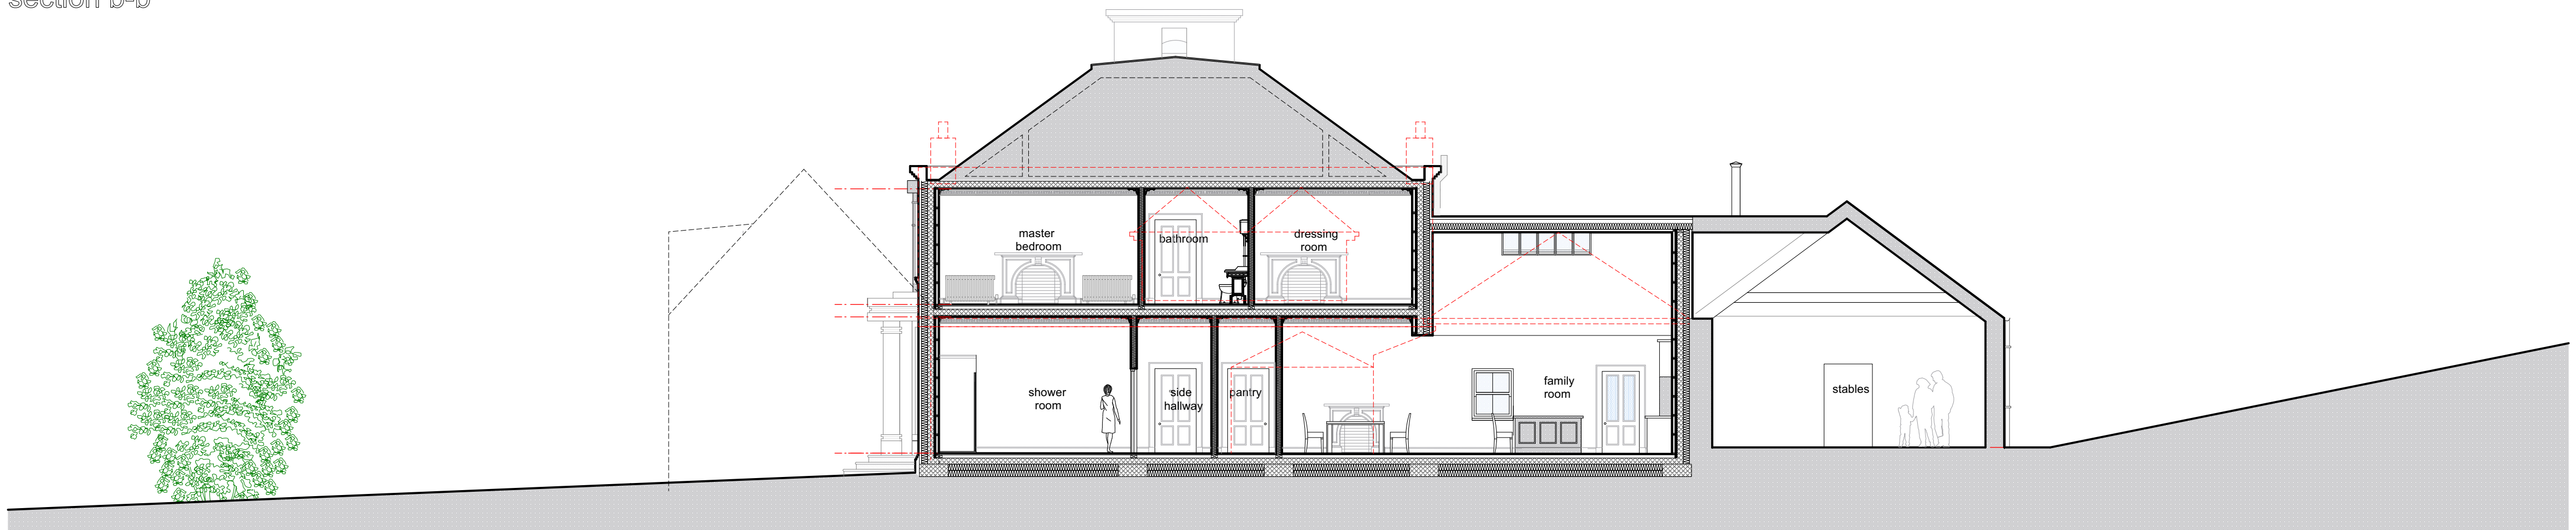 section b-b
master
bedroom
bathroom
dressing
room
shower
room
side
hallway
pantry
family
room
stables